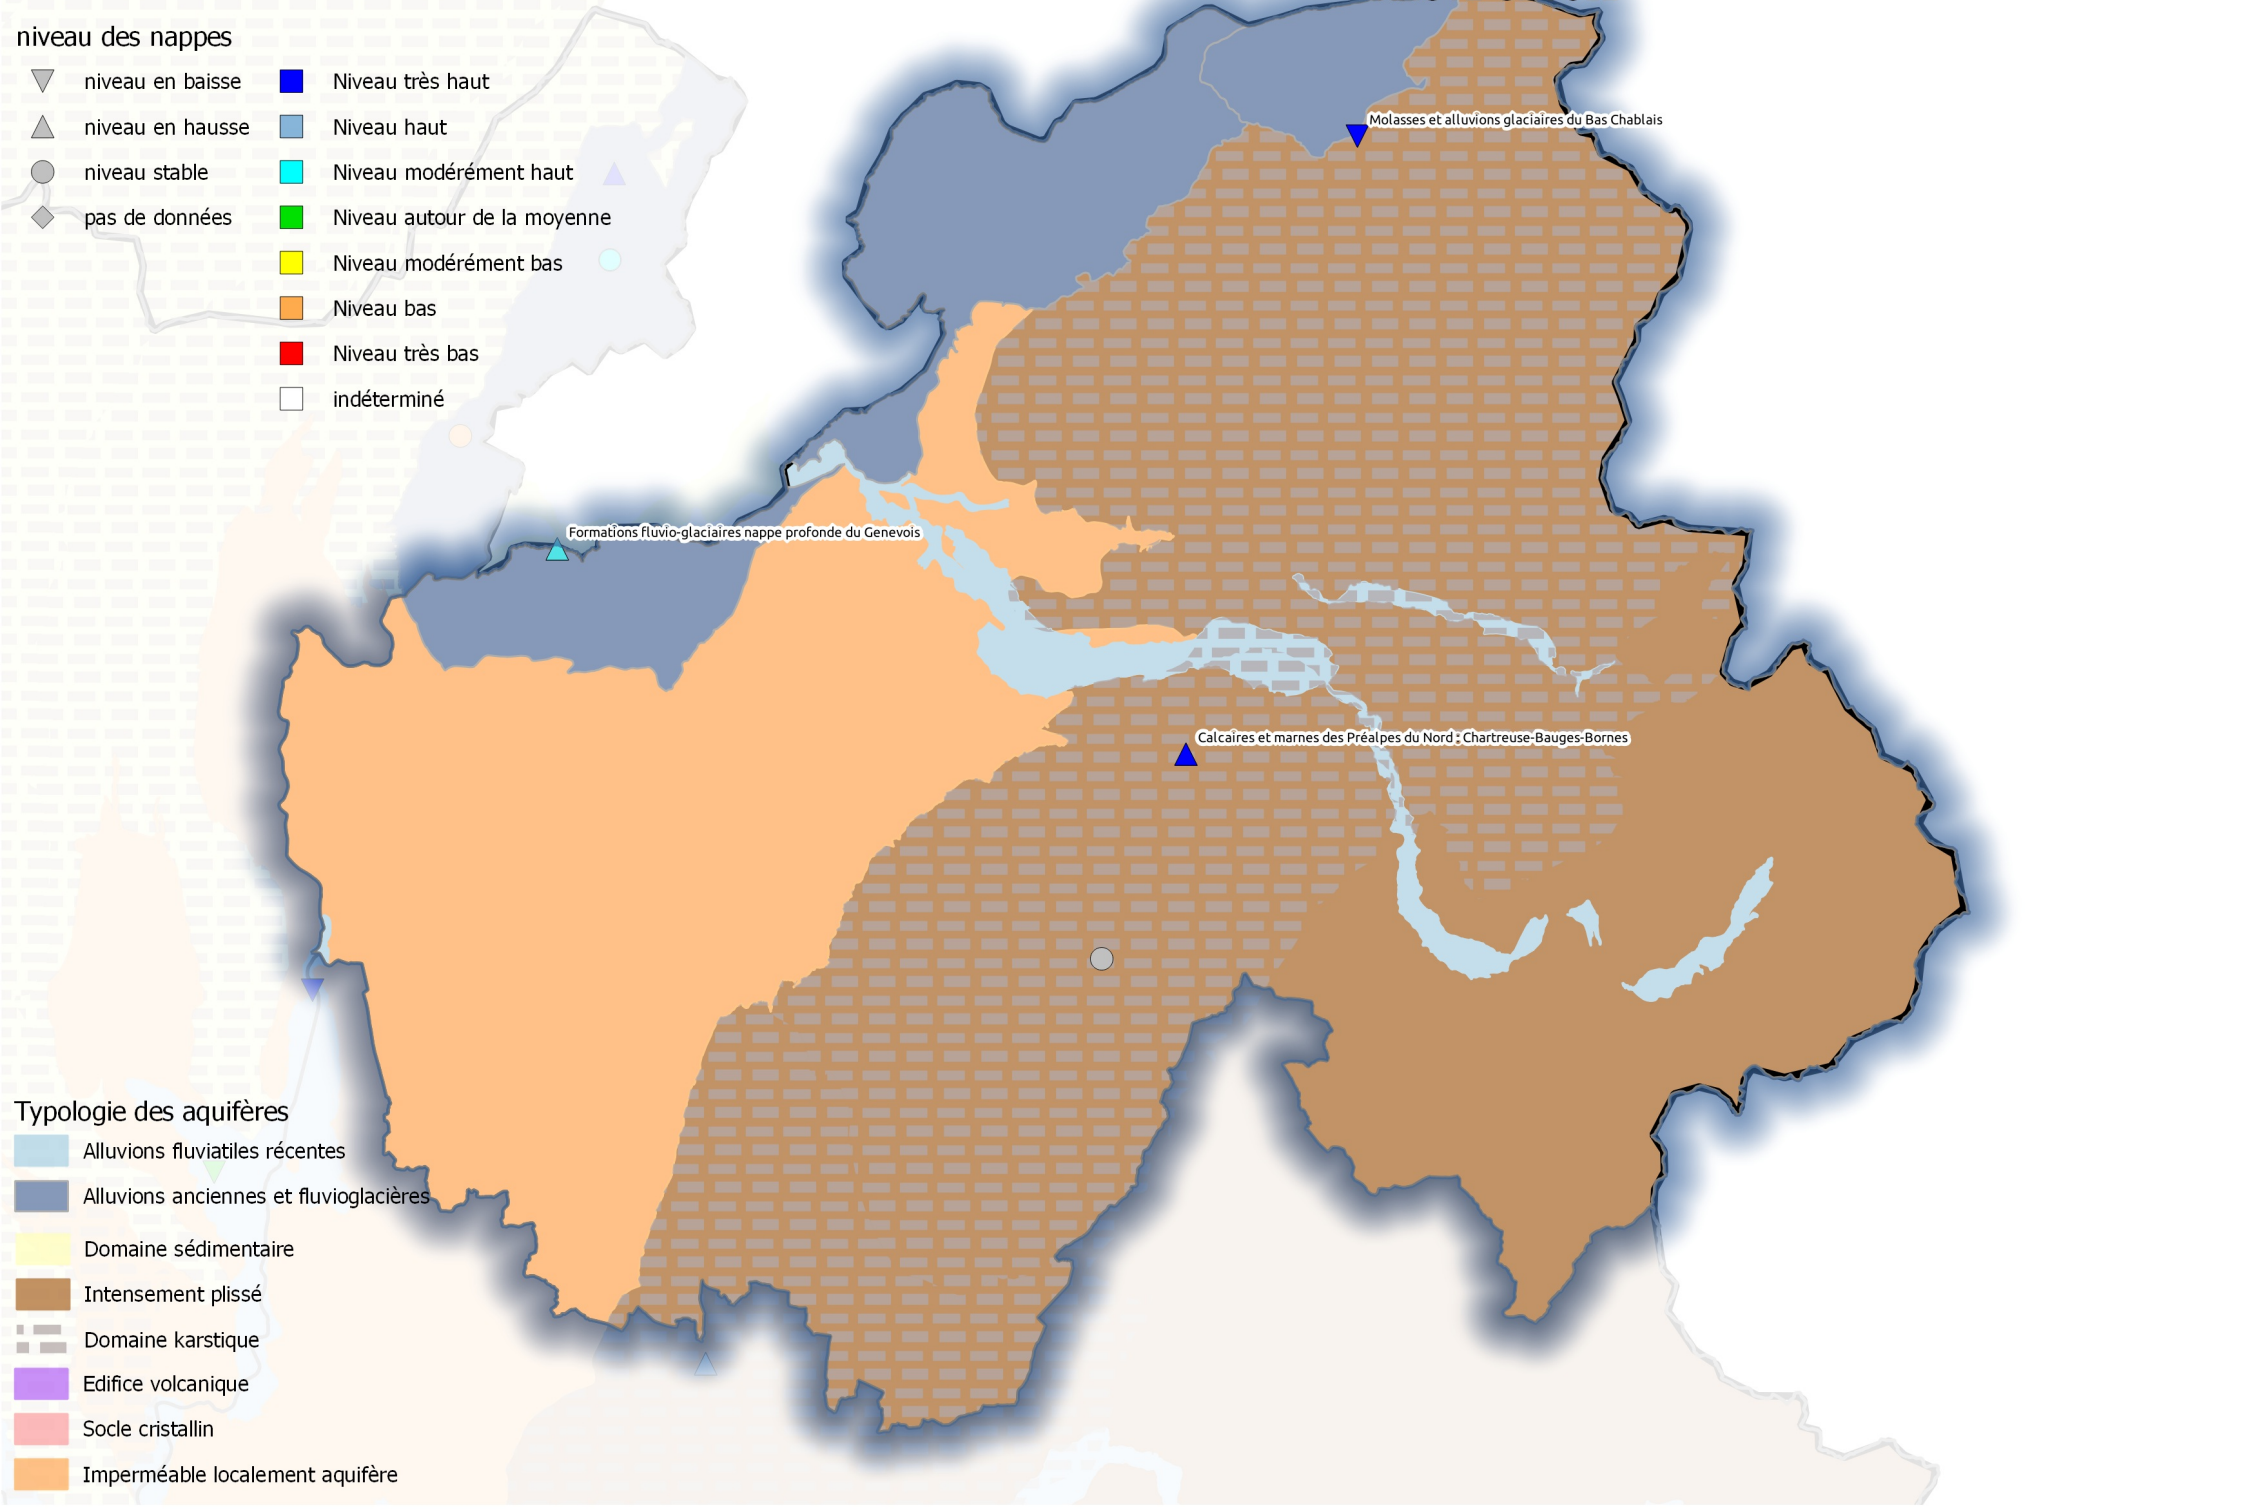 niveau des nappes
niveau en baisse
niveau en hausse
niveau stable
pas de données
Niveau très haut
Niveau haut
Niveau modérément haut
Niveau autour de la moyenne
Niveau modérément bas
Niveau bas
Niveau très bas
indéterminé
Molasses et alluvions glaciaires du Bas Chablais
Formations fluvio-glaciaires nappe profonde du Genevois
Calcaires et marnes des Préalpes du Nord : Chartreuse-Bauges-Bornes
Typologie des aquifères
Alluvions fluviatiles récentes
Alluvions anciennes et fluvioglacières
Domaine sédimentaire
Intensement plissé
Domaine karstique
Edifice volcanique
Socle cristallin
Imperméable localement aquifère